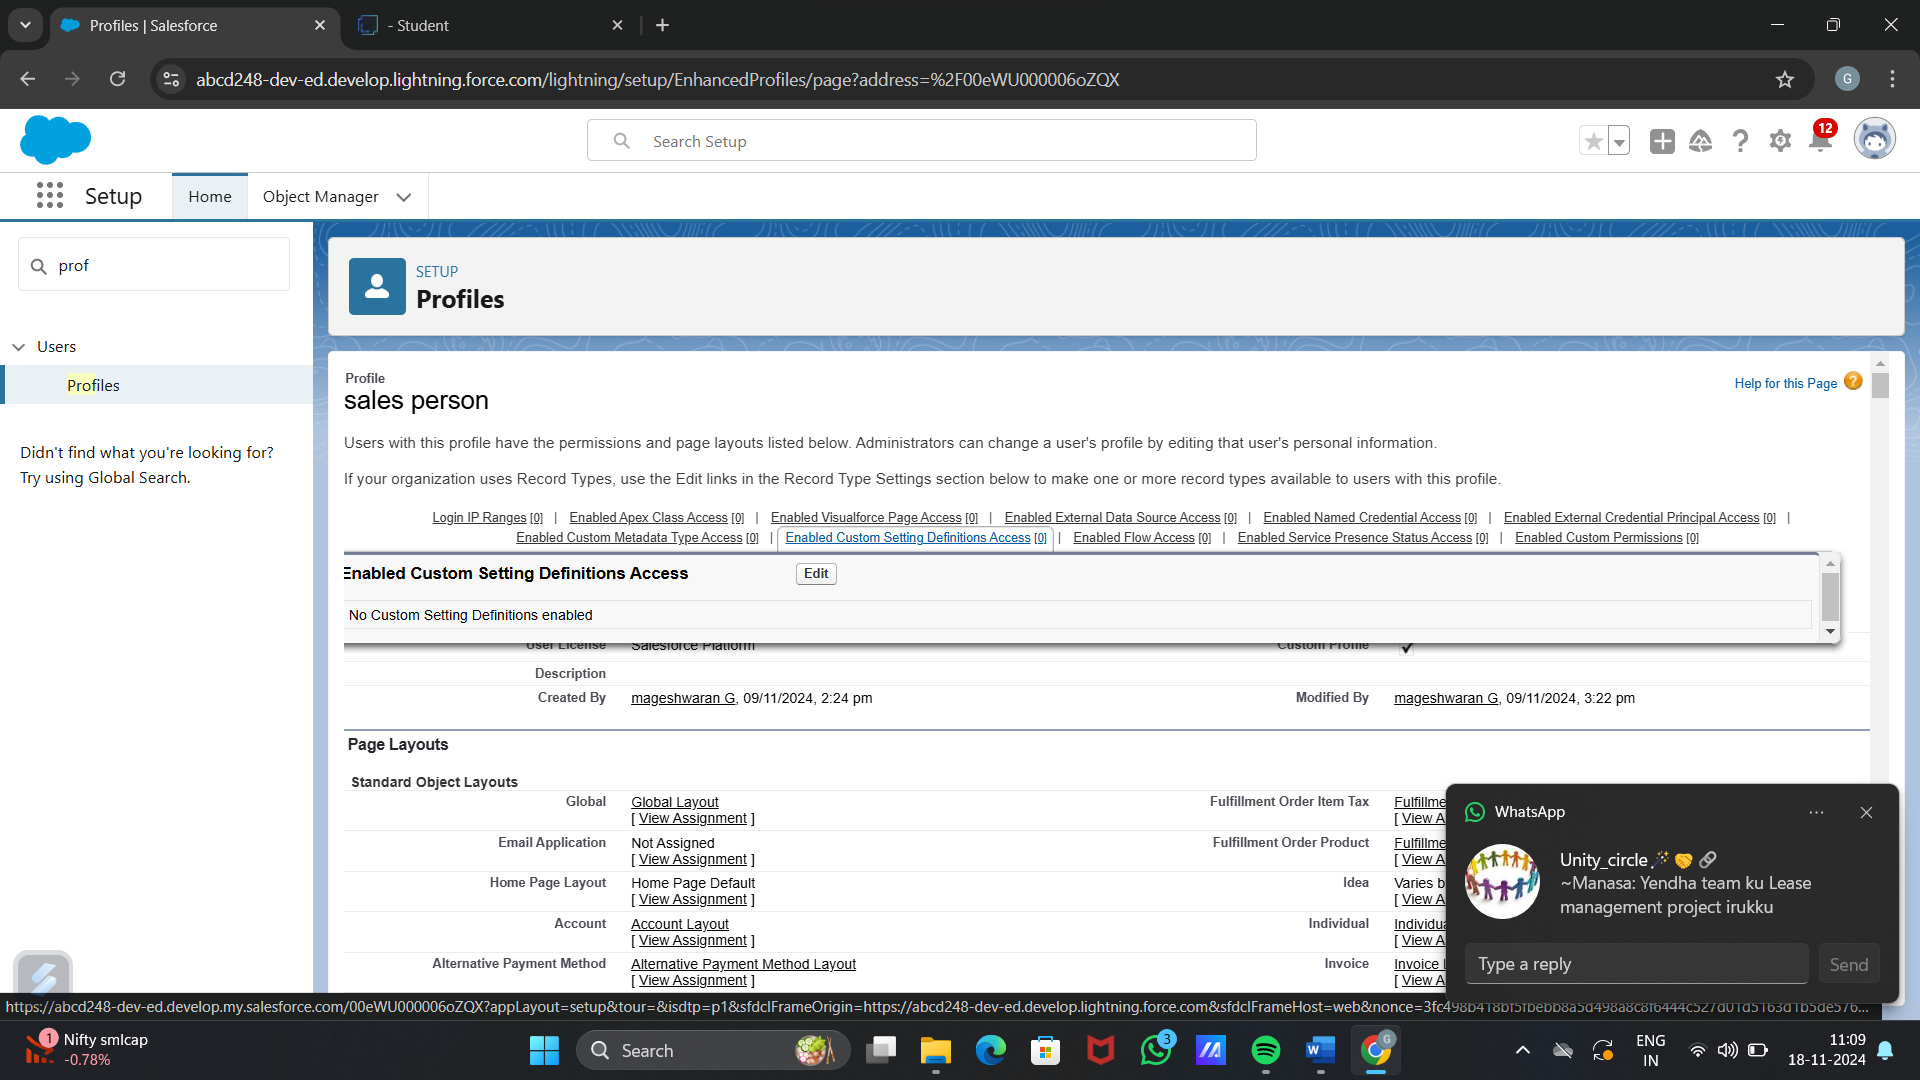 Profiles | Salesforce
- Student
abcd248-dev-ed.develop.lightning.force.com/lightning/setup/EnhancedProfiles/page?address=%2F00eWU000006oZQX
G
Search Setup
12
Setup
Home
Object Manager
prof
Users
Profiles
Didn't find what you're looking for?
Try using Global Search.
SETUP
Profiles
Profile
sales person
Help for this Page
Users with this profile have the permissions and page layouts listed below. Administrators can change a user's profile by editing that user's personal information.
If your organization uses Record Types, use the Edit links in the Record Type Settings section below to make one or more record types available to users with this profile.
Login IP Ranges [0] | Enabled Apex Class Access [0] | Enabled Visualforce Page Access [0] | Enabled External Data Source Access [0] | Enabled Named Credential Access [0] | Enabled External Credential Principal Access [0] |
Enabled Custom Metadata Type Access [0] | Enabled Custom Setting Definitions Access [0] | Enabled Flow Access [0] | Enabled Service Presence Status Access [0] | Enabled Custom Permissions [0]
Enabled Custom Setting Definitions Access Edit
No Custom Setting Definitions enabled
User License Salesforce Platform Custom Profile
Description
Created By mageshwaran G, 09/11/2024, 2:24 pm Modified By mageshwaran G, 09/11/2024, 3:22 pm
Page Layouts
Standard Object Layouts
Global Global Layout Fulfillment Order Item Tax Fulfillme
[ View Assignment ] [ View A
Email Application Not Assigned Fulfillment Order Product Fulfillme
[ View Assignment ] [ View A
Home Page Layout Home Page Default Idea Varies b
[ View Assignment ] [ View A
Account Account Layout Individual Individua
[ View Assignment ] [ View A
Alternative Payment Method Alternative Payment Method Layout Invoice Invoice
[ View Assignment ] [ View A
WhatsApp
Unity_circle🪄🤝🔗
~Manasa: Yendha team ku Lease
management project irukku
Type a reply
Send
https://abcd248-dev-ed.develop.my.salesforce.com/00eWU000006oZQX?appLayout=setup&tour=&isdtp=p1&sfdcIFrameOrigin=https://abcd248-dev-ed.develop.lightning.force.com&sfdcIFrameHost=web&nonce=3fc498b418bf5fbebb8a5d498a8c8f6444c527d01d5163d1b5de576...
1
Nifty smlcap
-0.78%
Search
3
G
ENG
IN
11:09
18-11-2024